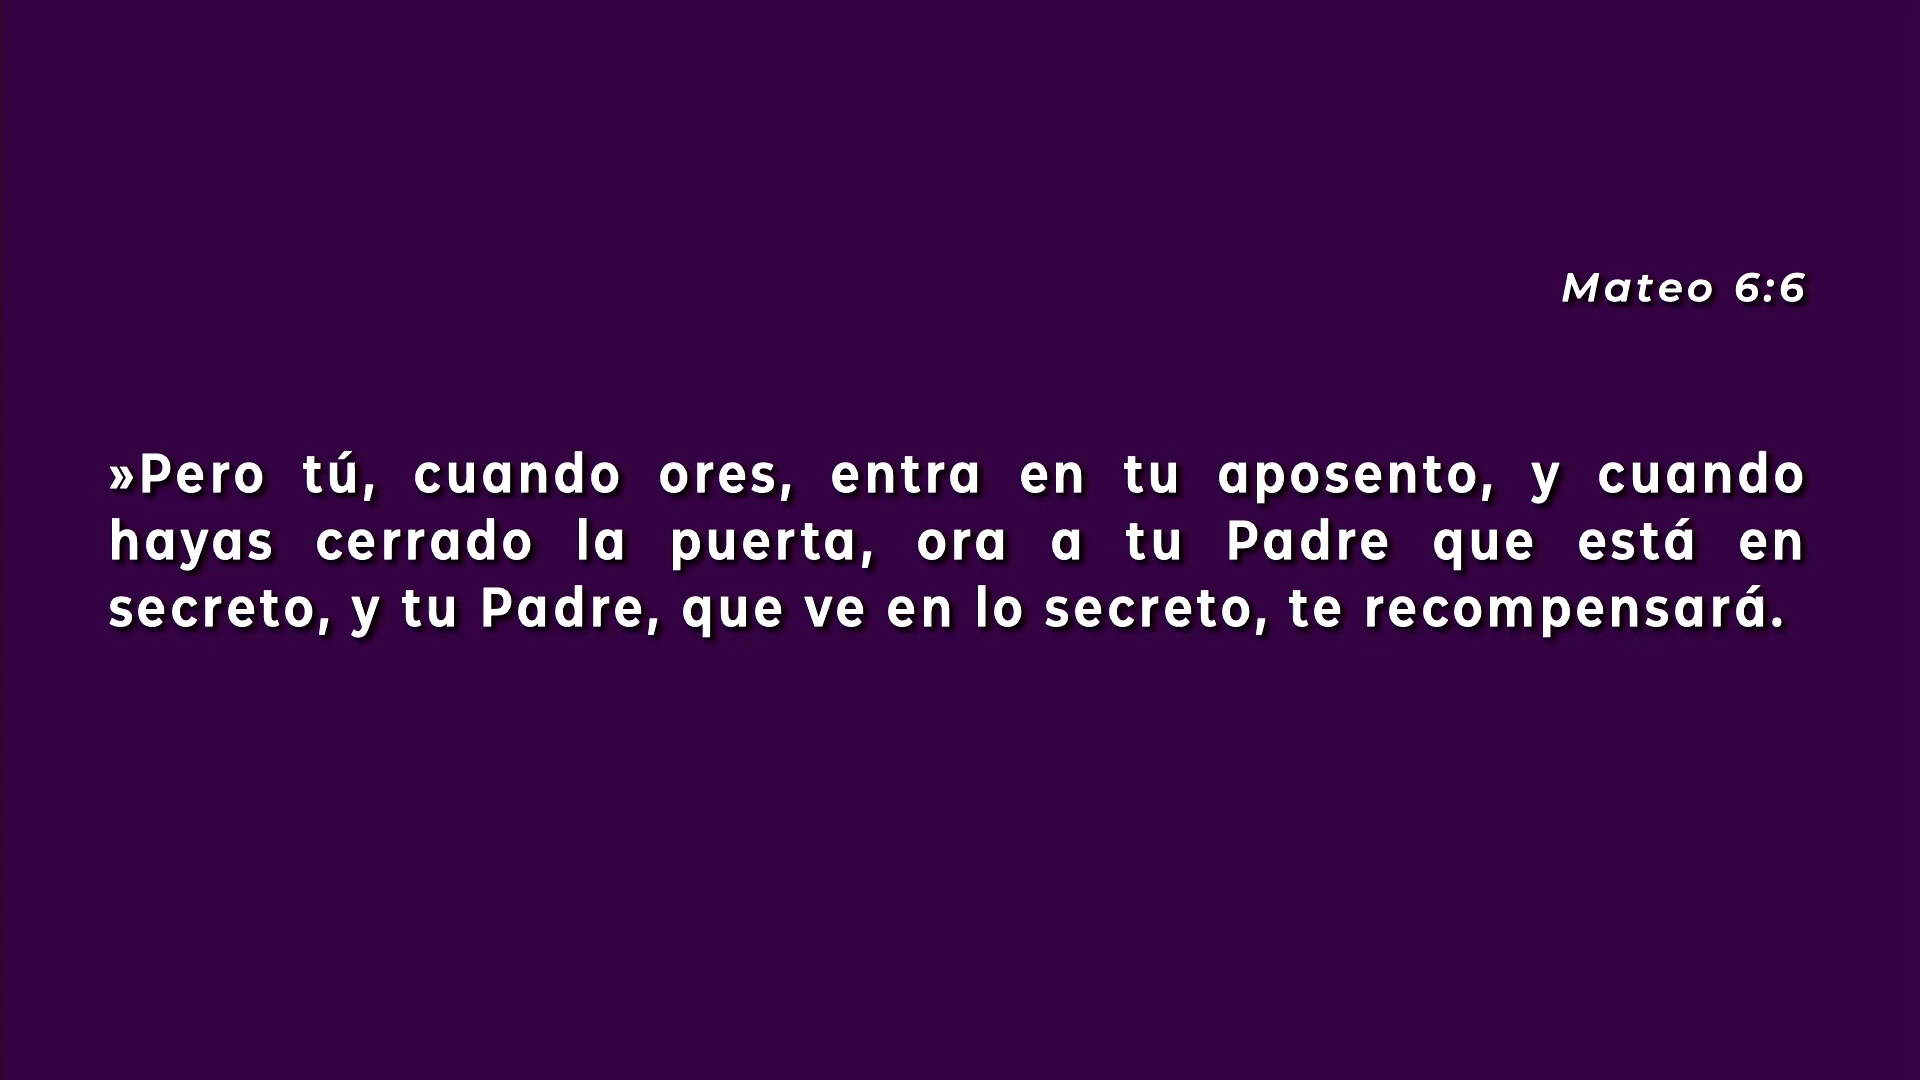 Mateo 6:6
»Pero tú, cuando ores, entra en tu aposento, y cuando
hayas cerrado la puerta, ora a tu Padre que está en
secreto, y tu Padre, que ve en lo secreto, te recompensará.